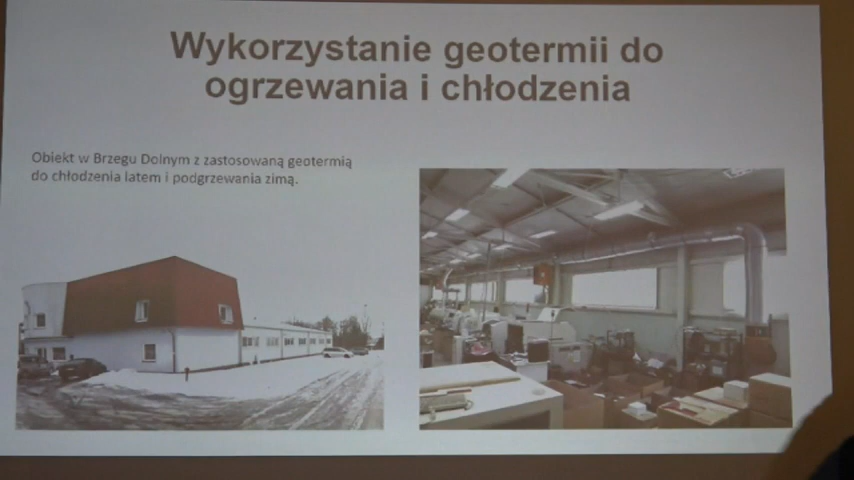 Wykorzystanie geotermii do
ogrzewania i chłodzenia
Obiekt w Brzegu Dolnym z zastosowaną geotermią
do chłodzenia latem i podgrzewania zimą.